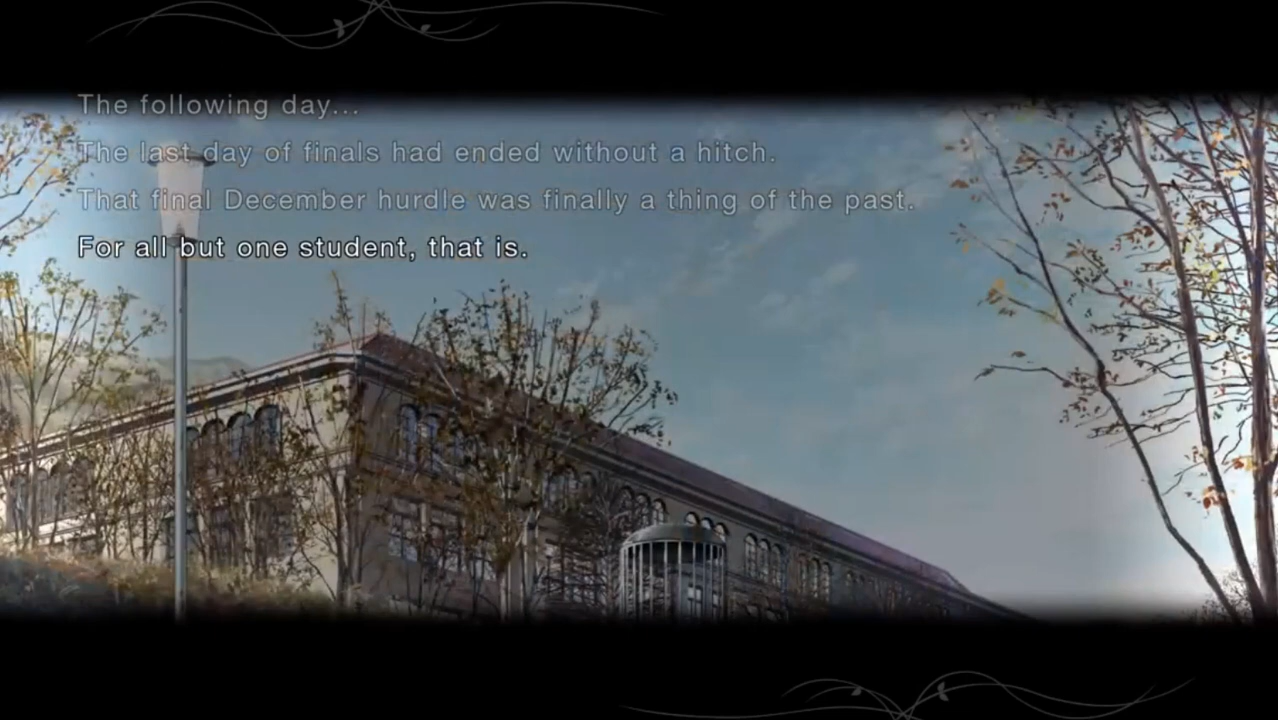 The following day...
The last day of finals had ended without a hitch.
That final December hurdle was finally a thing of the past.
For all but one student, that is.